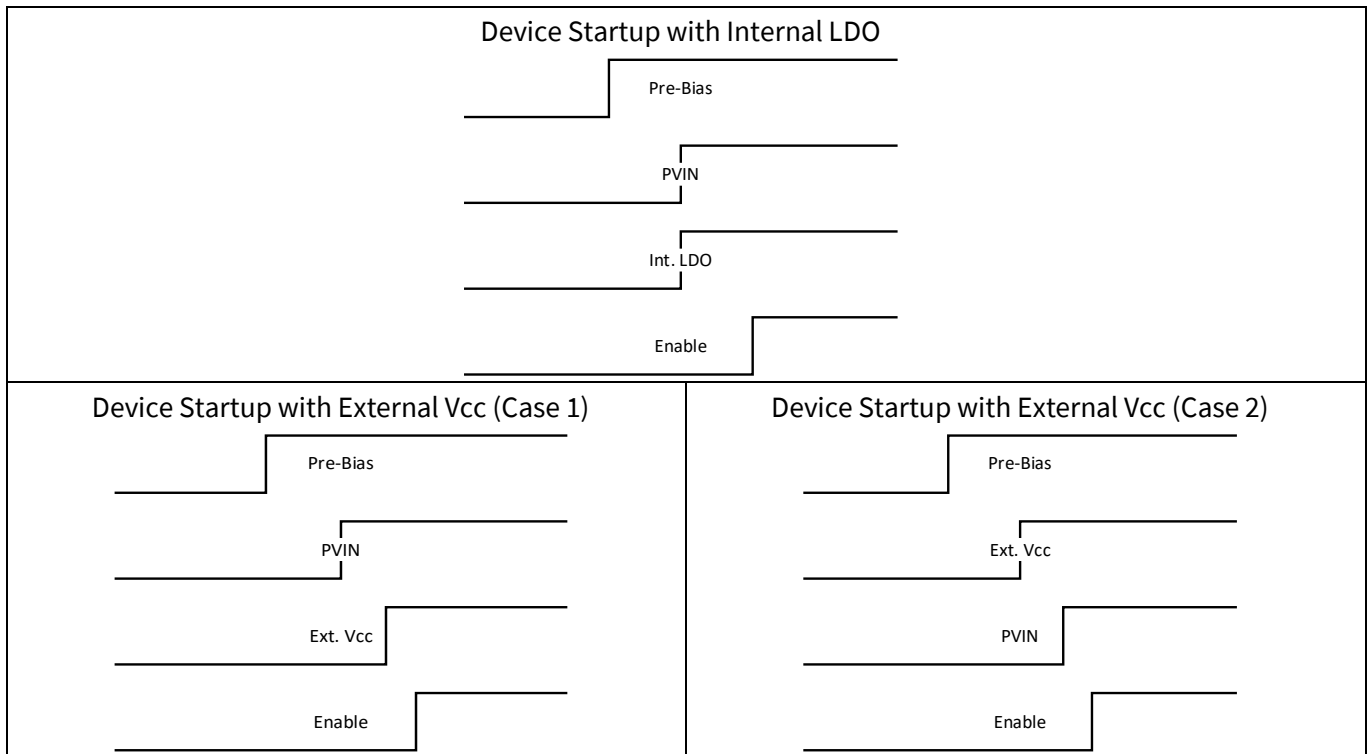 Device Startup with Internal LDO
Pre-Bias
PVIN
Int. LDO
Enable
Device Startup with External Vcc (Case 1)
Pre-Bias
PVIN
Ext. Vcc
Enable
Device Startup with External Vcc (Case 2)
Pre-Bias
Ext. Vcc
PVIN
Enable